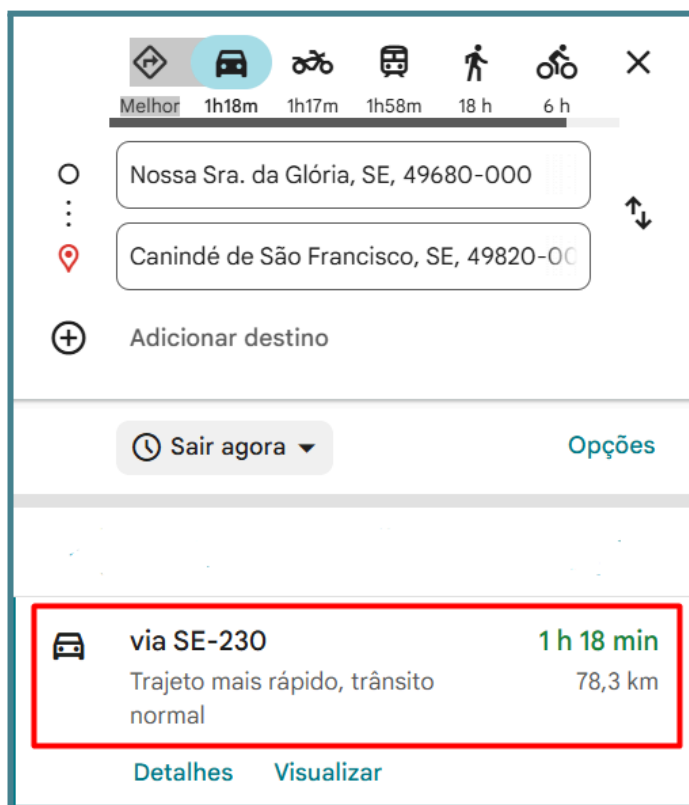 Melhor 1h18m 1h17m 1h58m 18 h 6 h
Nossa Sra. da Glória, SE, 49680-000
Canindé de São Francisco, SE, 49820-00
Adicionar destino
Sair agora Opções
via SE-230 1 h 18 min
Trajeto mais rápido, trânsito 78,3 km
normal
Detalhes Visualizar